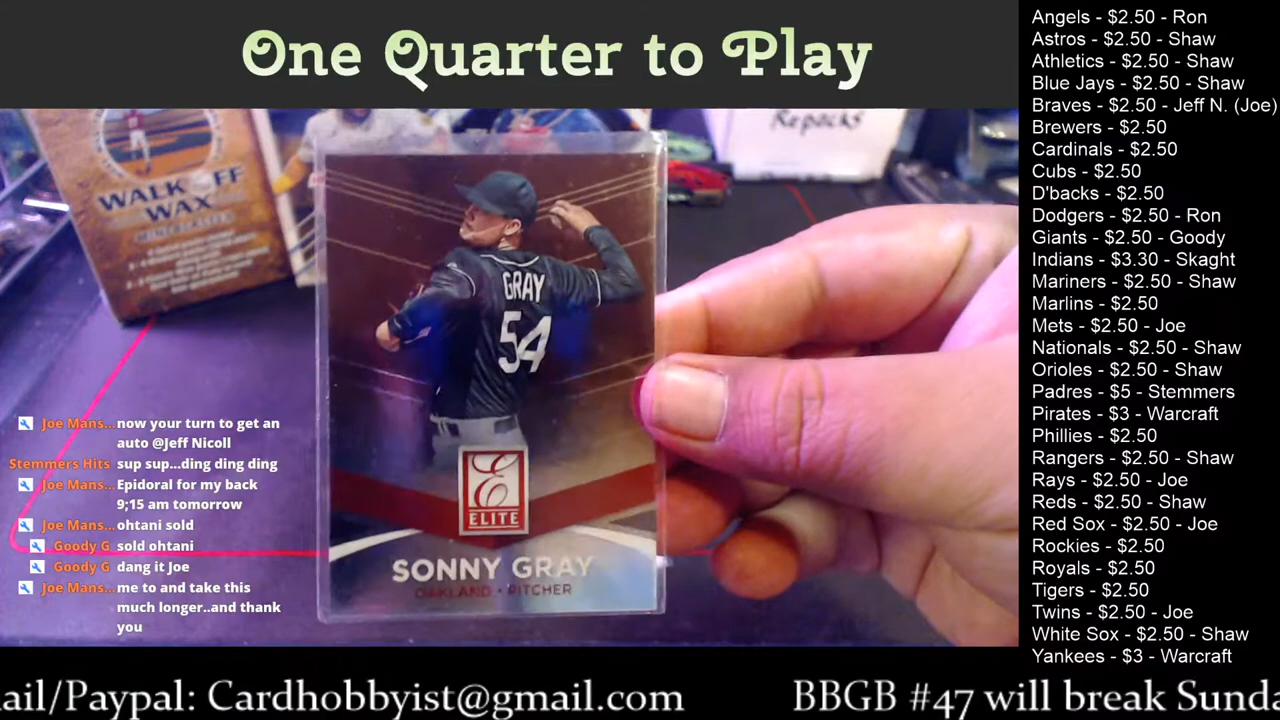 One Quarter to Play
Repacks
WALK OFF
WAX
GRAY
54
E
ELITE
SONNY GRAY
OAKLAND • PITCHER
Joe Mans... now your turn to get an
auto @Jeff Nicoll
Stemmers Hits sup sup...ding ding ding
Joe Mans... Epidoral for my back
9;15 am tomorrow
Joe Mans... ohtani sold
Goody G sold ohtani
Goody G dang it Joe
Joe Mans... me to and take this
much longer..and thank
you
Angels - $2.50 - Ron
Astros - $2.50 - Shaw
Athletics - $2.50 - Shaw
Blue Jays - $2.50 - Shaw
Braves - $2.50 - Jeff N. (Joe)
Brewers - $2.50
Cardinals - $2.50
Cubs - $2.50
D'backs - $2.50
Dodgers - $2.50 - Ron
Giants - $2.50 - Goody
Indians - $3.30 - Skaght
Mariners - $2.50 - Shaw
Marlins - $2.50
Mets - $2.50 - Joe
Nationals - $2.50 - Shaw
Orioles - $2.50 - Shaw
Padres - $5 - Stemmers
Pirates - $3 - Warcraft
Phillies - $2.50
Rangers - $2.50 - Shaw
Rays - $2.50 - Joe
Reds - $2.50 - Shaw
Red Sox - $2.50 - Joe
Rockies - $2.50
Royals - $2.50
Tigers - $2.50
Twins - $2.50 - Joe
White Sox - $2.50 - Shaw
Yankees - $3 - Warcraft
ail/Paypal: Cardhobbyist@gmail.com BBGB #47 will break Sunda